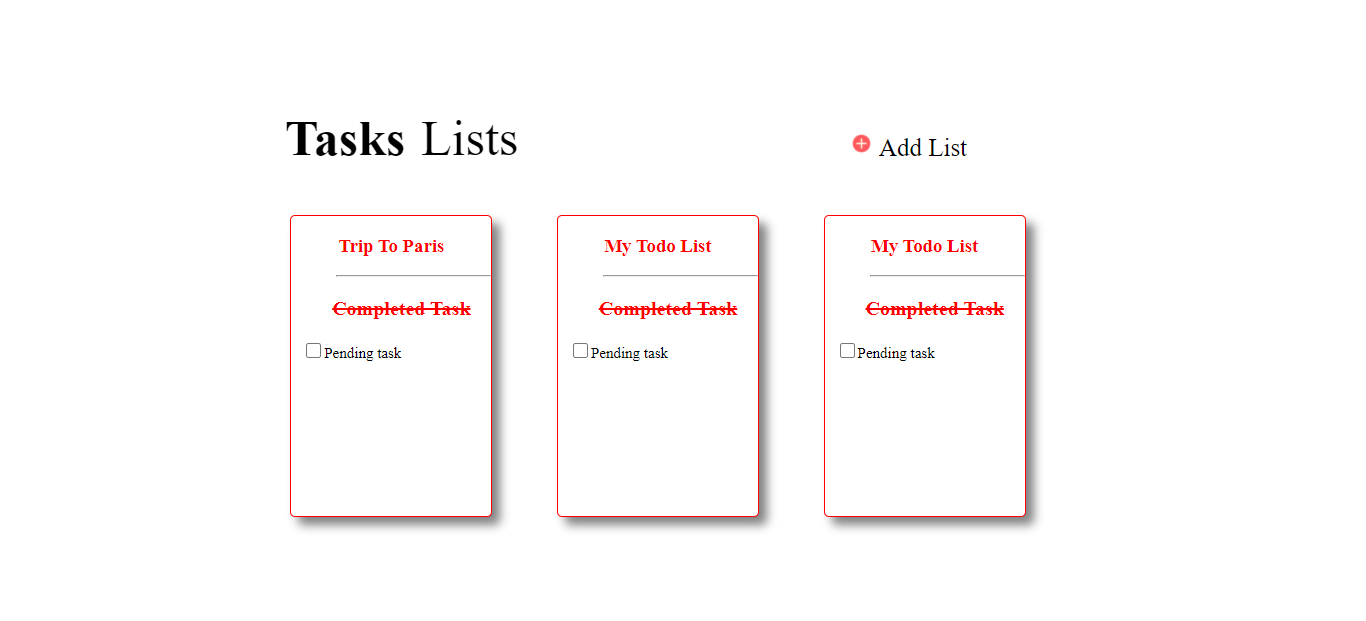 Tasks Lists
Add List
Trip To Paris
Completed Task
Pending task
My Todo List
Completed Task
Pending task
My Todo List
Completed Task
Pending task